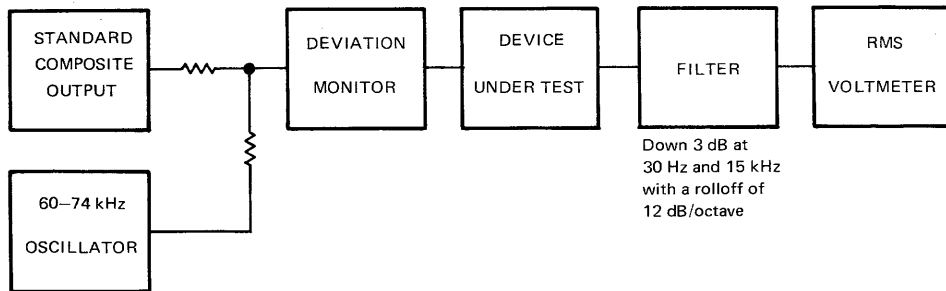 STANDARD
COMPOSITE
OUTPUT
DEVIATION
MONITOR
DEVICE
UNDER TEST
FILTER
RMS
VOLTMETER
Down 3 dB at
30 Hz and 15 kHz
with a rolloff of
12 dB/octave
60–74 kHz
OSCILLATOR